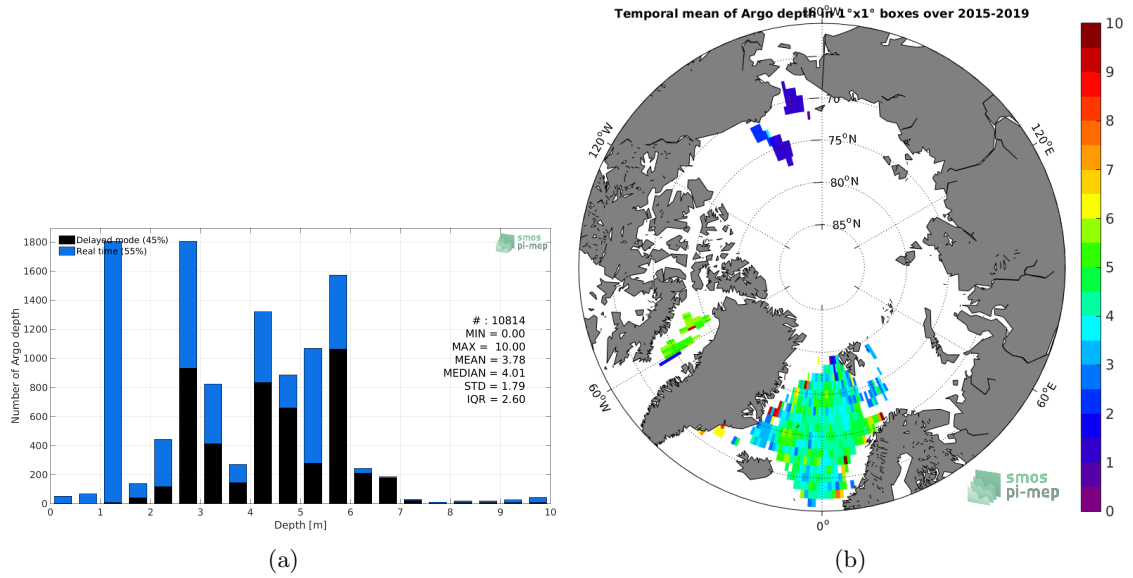 Delayed mode (45%)
Real time (55%)
smos
pi-mep
1800
1600
1400
1200
1000
800
600
400
200
0
Number of Argo depth
# : 10814
MIN = 0.00
MAX = 10.00
MEAN = 3.78
MEDIAN = 4.01
STD = 1.79
IQR = 2.60
0 1 2 3 4 5 6 7 8 9 10
Depth [m]
(a)
Temporal mean of Argo depth in 1°x1° boxes over 2015-2019
180°W
120°W
120°E
60°W
60°E
0°
70
75°N
80°N
85°N
smos
pi-mep
10
9
8
7
6
5
4
3
2
1
0
(b)